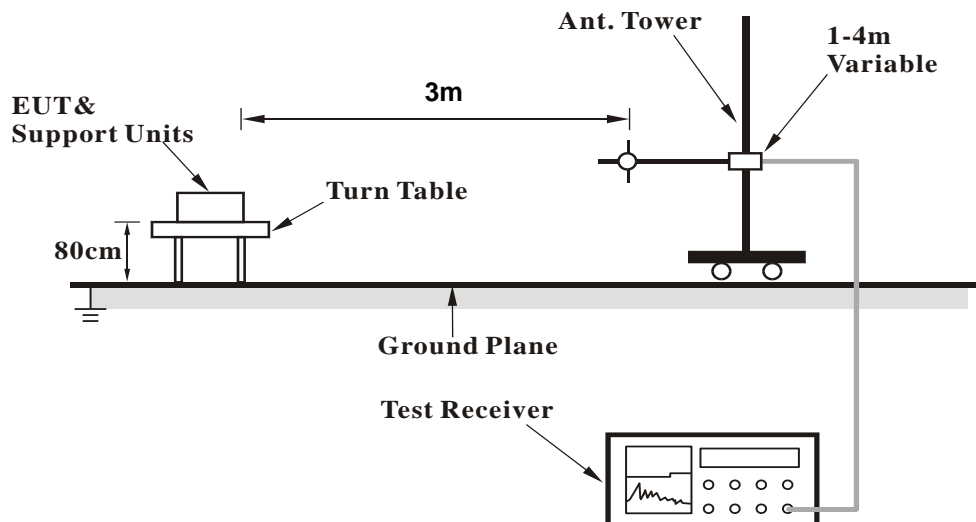 Ant. Tower
1-4m
Variable
3m
EUT&
Support Units
Turn Table
80cm
Ground Plane
Test Receiver